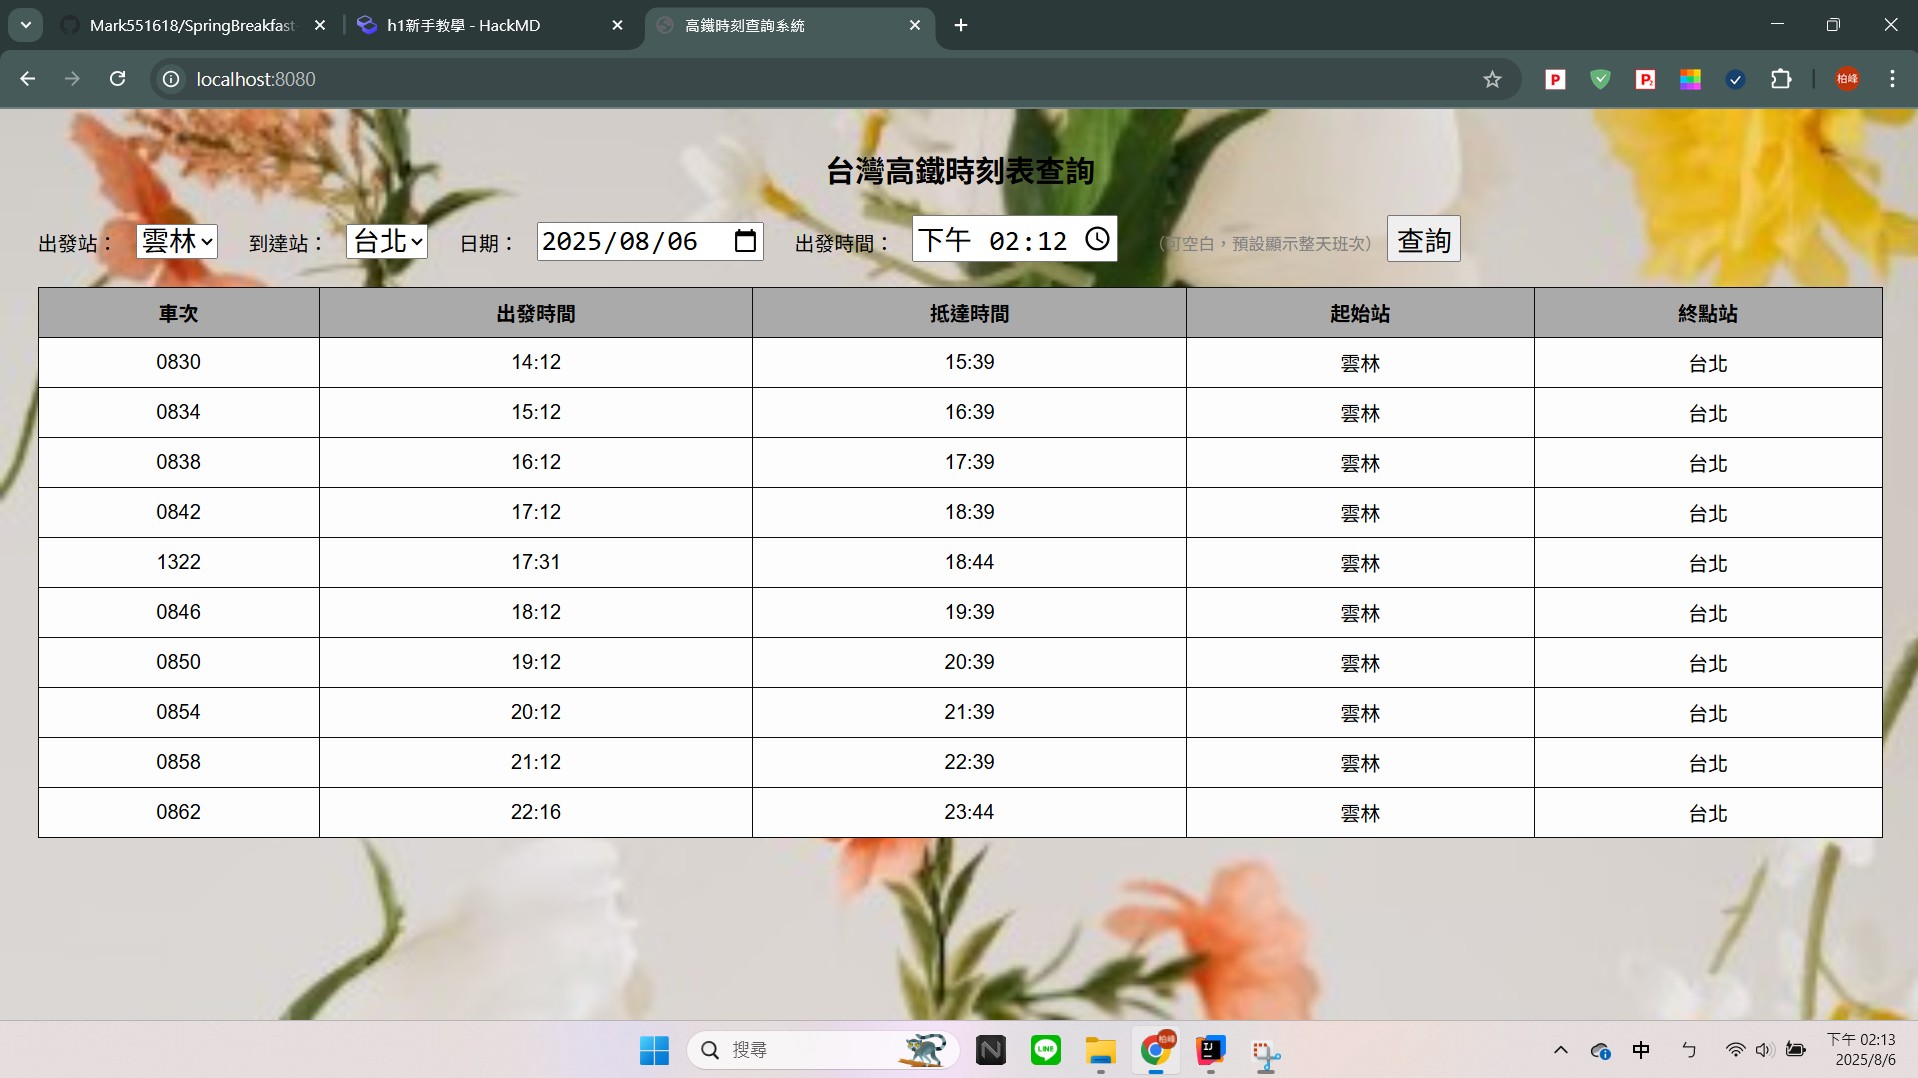 Mark551618/SpringBreakfast-
h1新手教學 - HackMD
高鐵時刻查詢系統
localhost:8080
柏峰
台灣高鐵時刻表查詢
出發站： 雲林 到達站： 台北 日期： 2025/08/06 出發時間： 下午 02:12 （可空白，預設顯示整天班次） 查詢
車次 出發時間 抵達時間 起始站 終點站
0830 14:12 15:39 雲林 台北
0834 15:12 16:39 雲林 台北
0838 16:12 17:39 雲林 台北
0842 17:12 18:39 雲林 台北
1322 17:31 18:44 雲林 台北
0846 18:12 19:39 雲林 台北
0850 19:12 20:39 雲林 台北
0854 20:12 21:39 雲林 台北
0858 21:12 22:39 雲林 台北
0862 22:16 23:44 雲林 台北
搜尋
LINE
柏峰
IJ
中
ㄣ
下午 02:13
2025/8/6